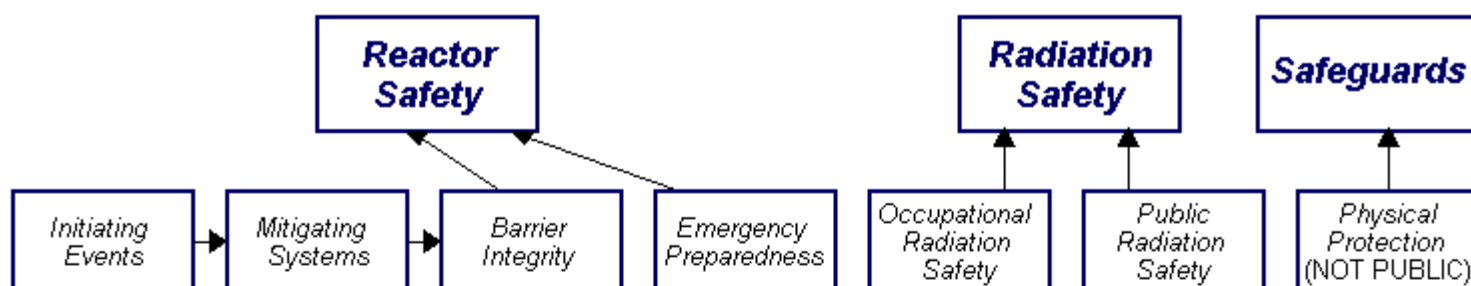 Reactor
Safety
Radiation
Safety
Safeguards
Initiating
Events
Mitigating
Systems
Barrier
Integrity
Emergency
Preparedness
Occupational
Radiation
Safety
Public
Radiation
Safety
Physical
Protection
(NOT PUBLIC)